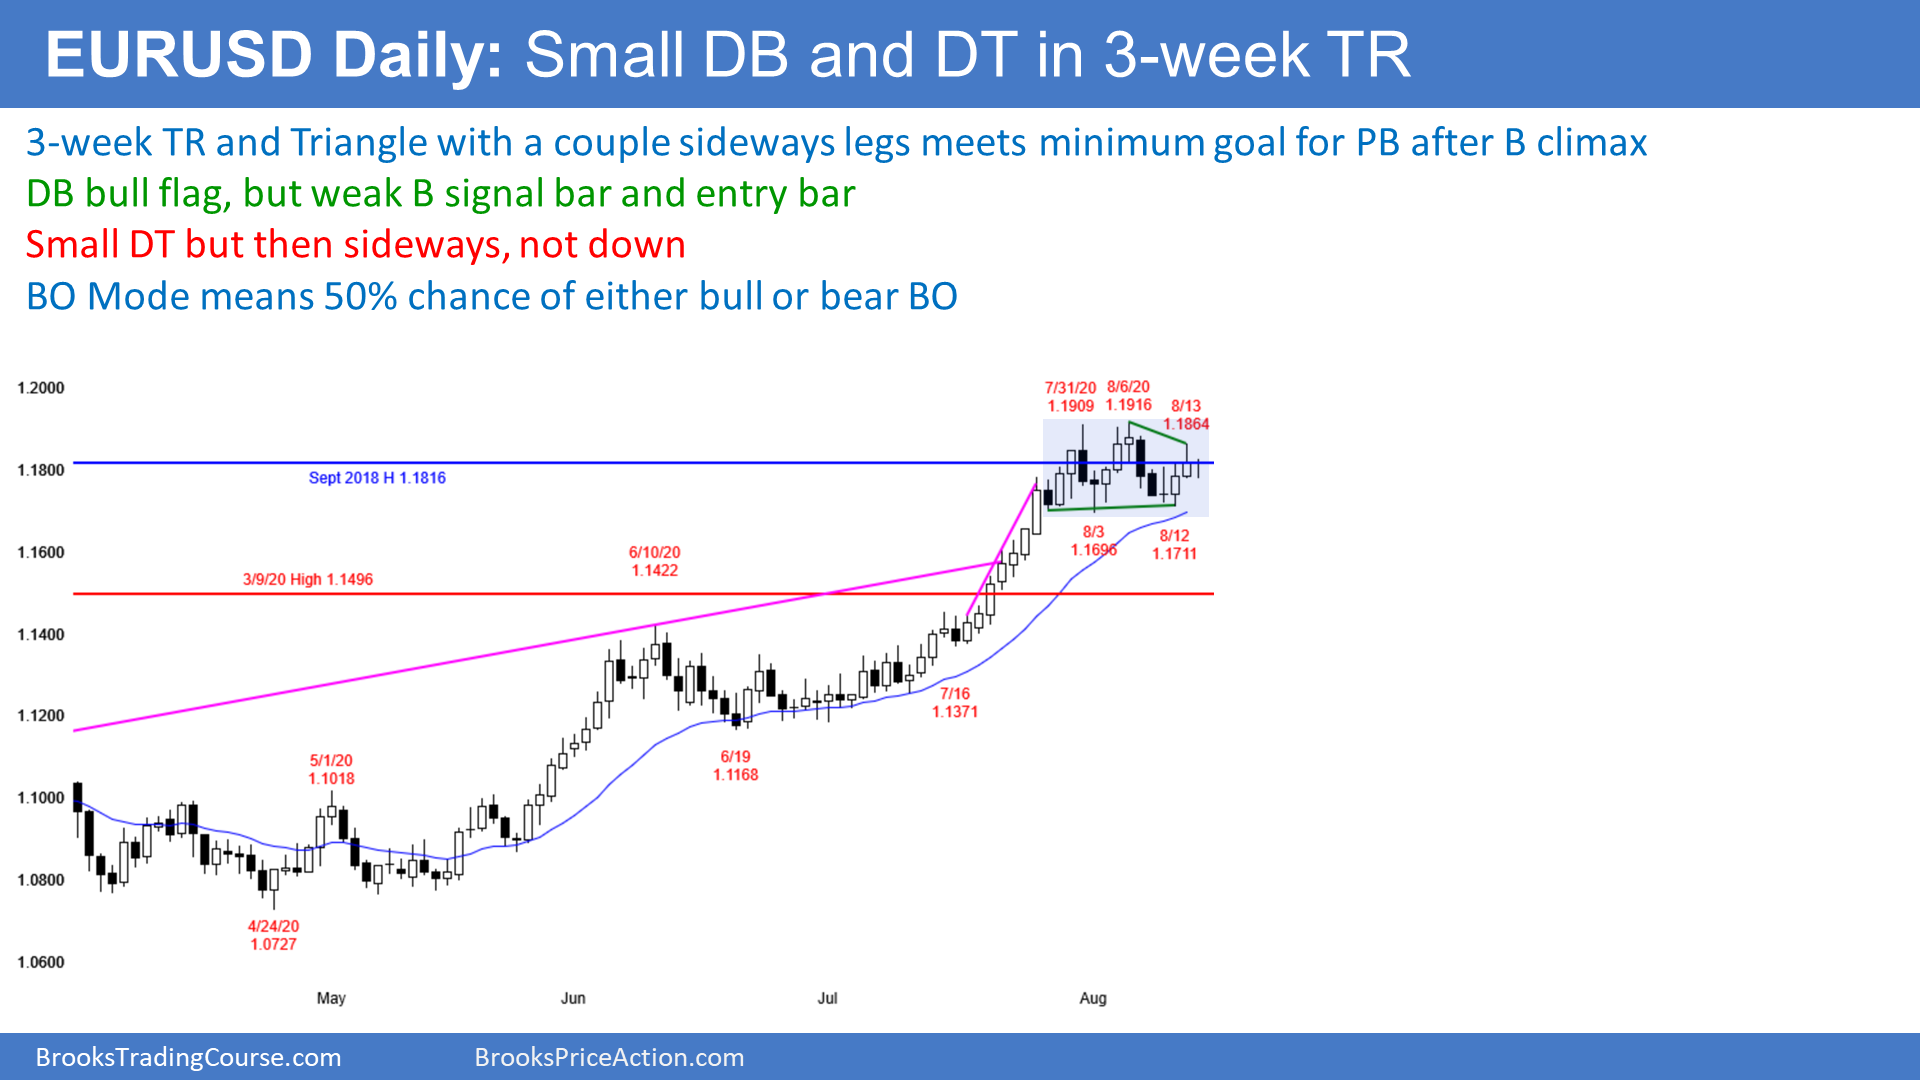 EURUSD Daily: Small DB and DT in 3-week TR
3-week TR and Triangle with a couple sideways legs meets minimum goal for PB after B climax
DB bull flag, but weak B signal bar and entry bar
Small DT but then sideways, not down
BO Mode means 50% chance of either bull or bear BO
1.2000
7/31/20
1.1909
8/6/20
1.1916
8/13
1.1864
1.1800
Sept 2018 H 1.1816
1.1600
8/3
1.1696
8/12
1.1711
6/10/20
1.1422
3/9/20 High 1.1496
1.1400
7/16
1.1371
1.1200
6/19
1.1168
5/1/20
1.1018
1.1000
1.0800
4/24/20
1.0727
1.0600
May
Jun
Jul
Aug
BrooksTradingCourse.com
BrooksPriceAction.com